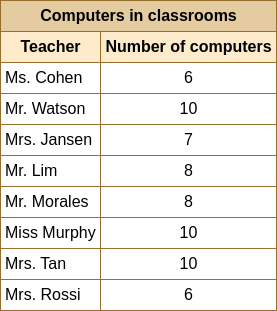 Computers in classrooms
Teacher Number of computers
Ms. Cohen 6
Mr. Watson 10
Mrs. Jansen 7
Mr. Lim 8
Mr. Morales 8
Miss Murphy 10
Mrs. Tan 10
Mrs. Rossi 6